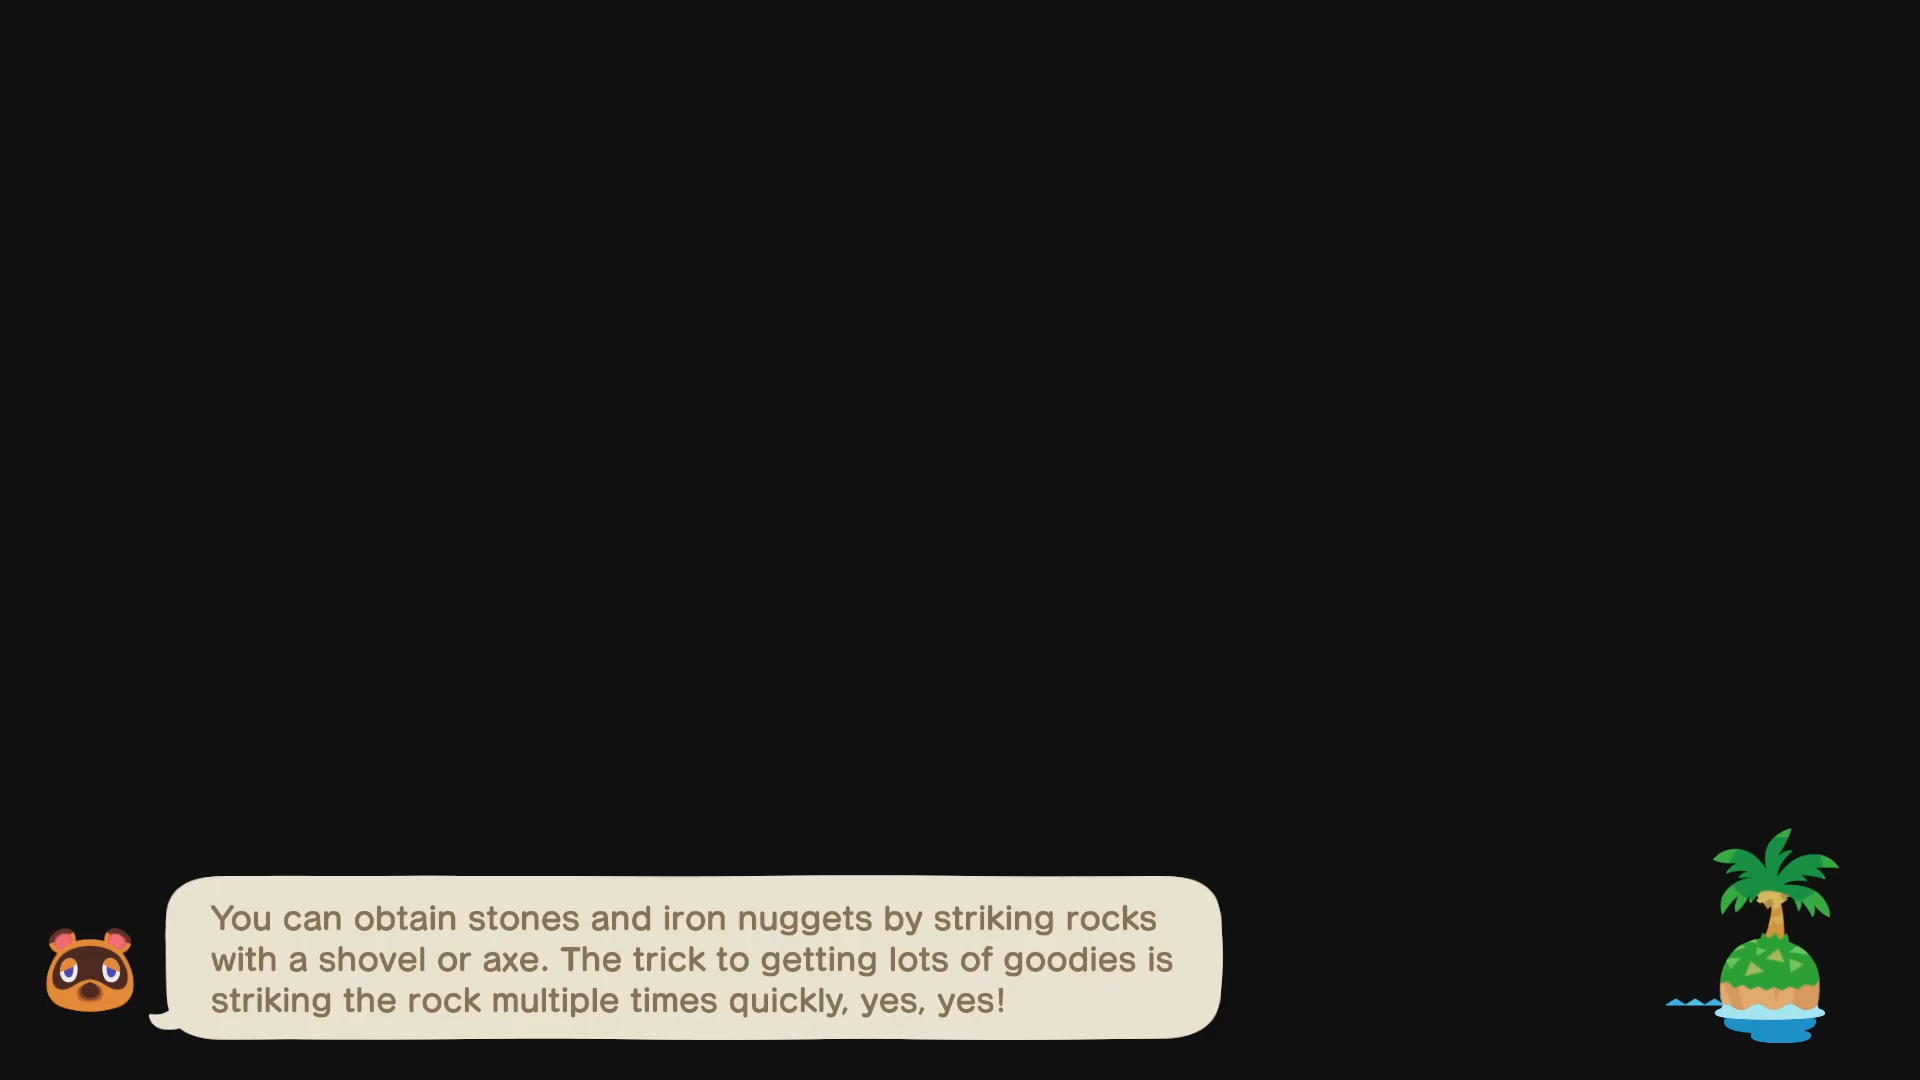 You can obtain stones and iron nuggets by striking rocks
with a shovel or axe. The trick to getting lots of goodies is
striking the rock multiple times quickly, yes, yes!